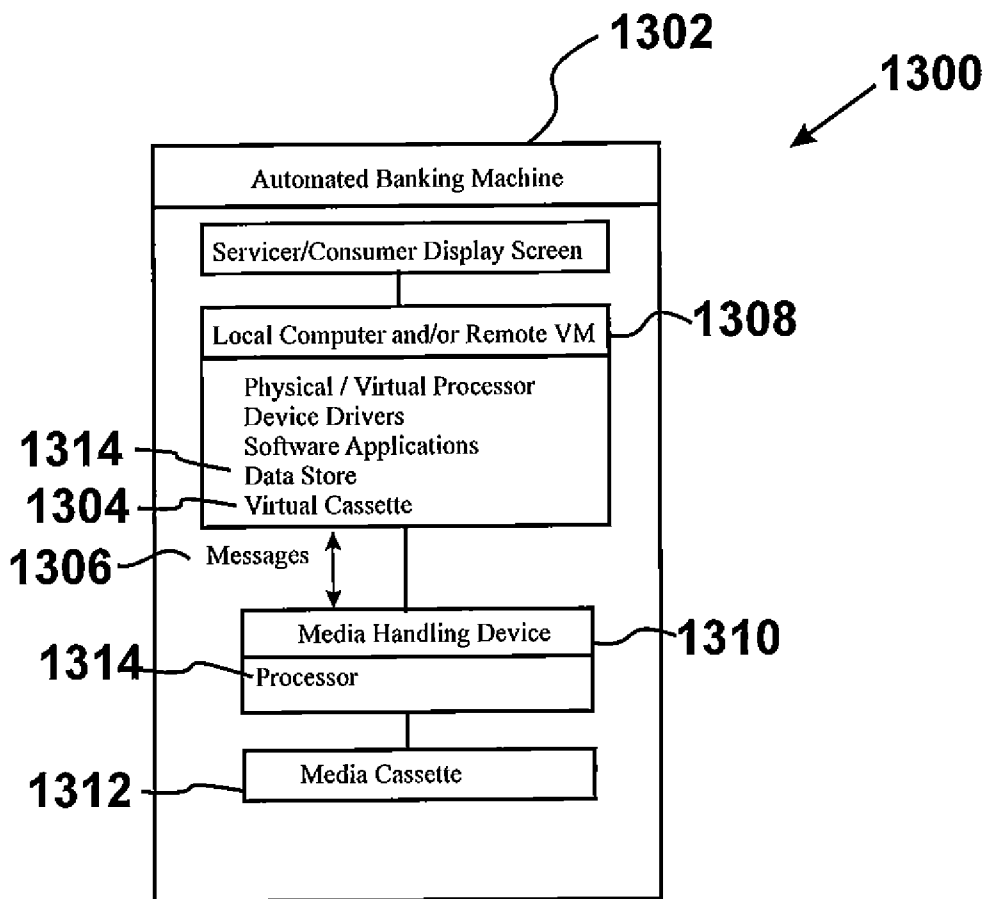 1302
1300
Automated Banking Machine
Servicer/Consumer Display Screen
Local Computer and/or Remote VM
1308
Physical / Virtual Processor
Device Drivers
Software Applications
1314
Data Store
1304
Virtual Cassette
1306
Messages
Media Handling Device
1310
1314
Processor
1312
Media Cassette